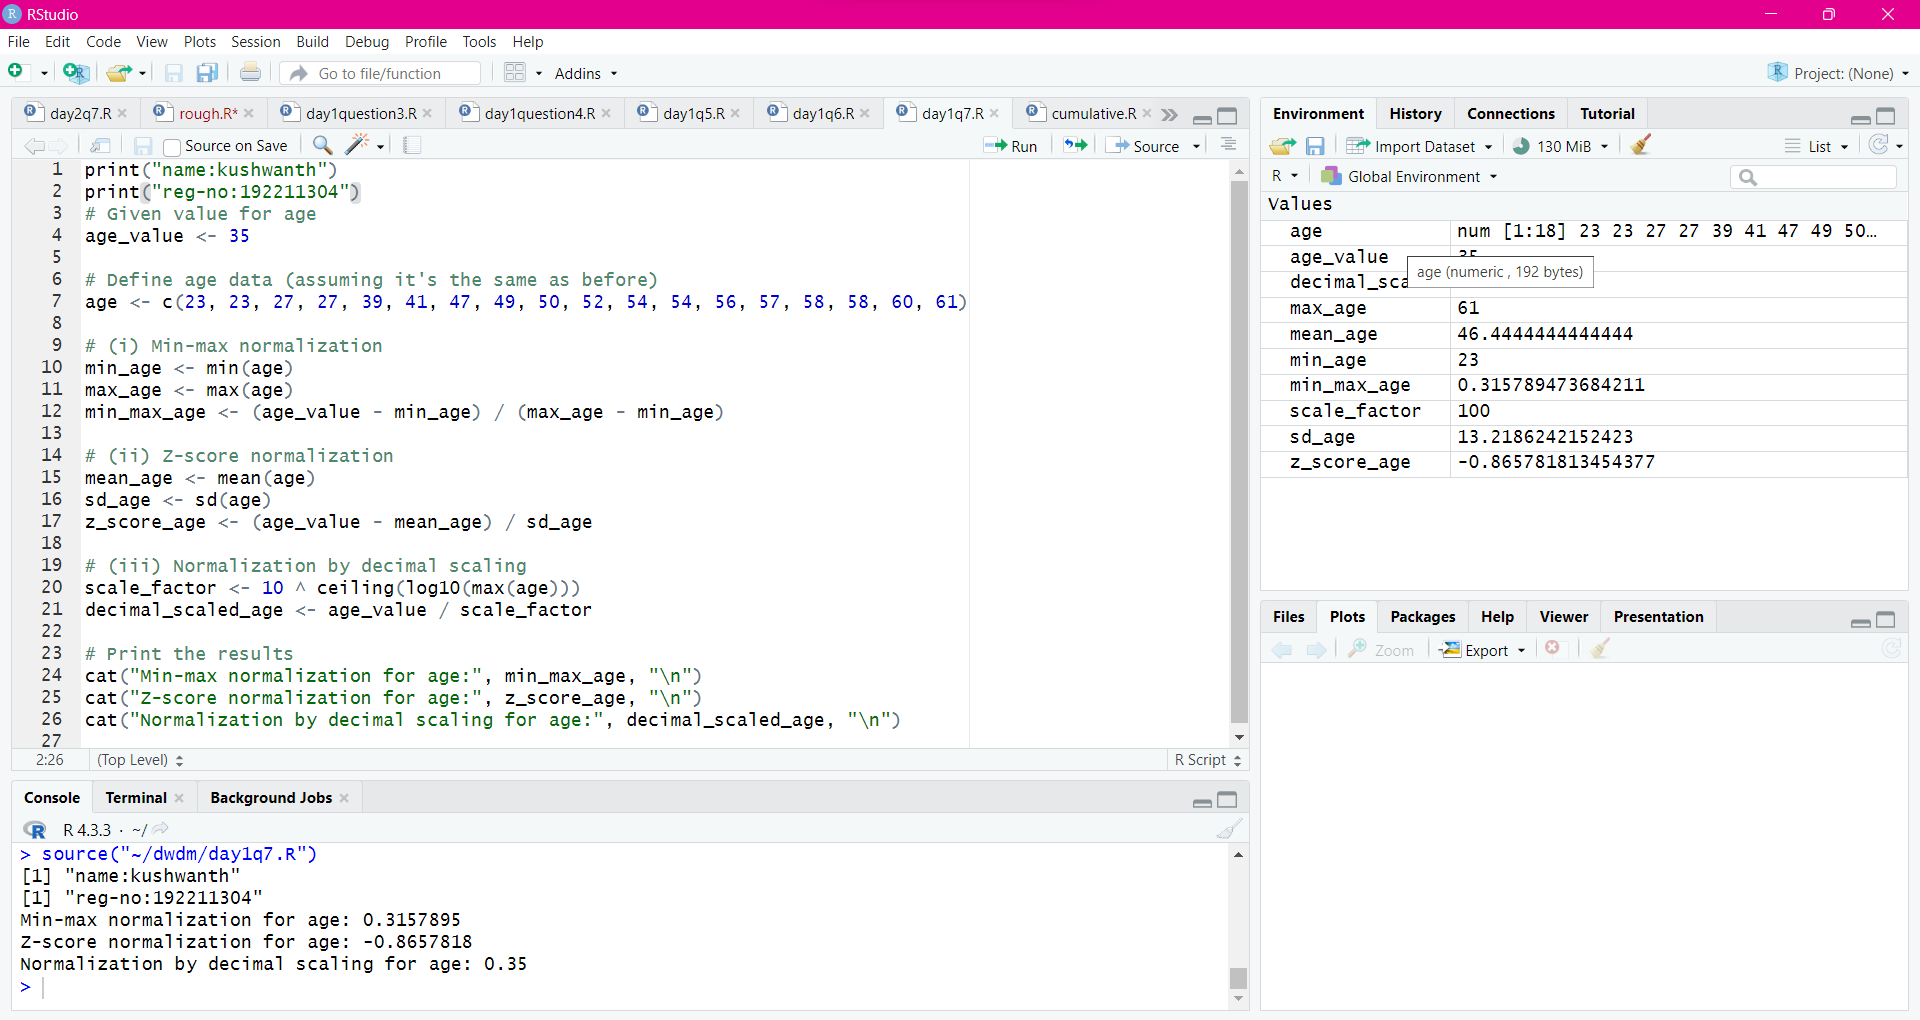 RStudio
File Edit Code View Plots Session Build Debug Profile Tools Help
Go to file/function Addins Project: (None)
day2q7.R rough.R* day1question3.R day1question4.R day1q5.R day1q6.R day1q7.R cumulative.R
Source on Save Run Source
1 print("name:kushwanth")
2 print("reg-no:192211304")
3 # Given value for age
4 age_value <- 35
5
6 # Define age data (assuming it's the same as before)
7 age <- c(23, 23, 27, 27, 39, 41, 47, 49, 50, 52, 54, 54, 56, 57, 58, 58, 60, 61)
8
9 # (i) Min-max normalization
10 min_age <- min(age)
11 max_age <- max(age)
12 min_max_age <- (age_value - min_age) / (max_age - min_age)
13
14 # (ii) Z-score normalization
15 mean_age <- mean(age)
16 sd_age <- sd(age)
17 z_score_age <- (age_value - mean_age) / sd_age
18
19 # (iii) Normalization by decimal scaling
20 scale_factor <- 10 ^ ceiling(log10(max(age)))
21 decimal_scaled_age <- age_value / scale_factor
22
23 # Print the results
24 cat("Min-max normalization for age:", min_max_age, "\n")
25 cat("Z-score normalization for age:", z_score_age, "\n")
26 cat("Normalization by decimal scaling for age:", decimal_scaled_age, "\n")
27
2:26 (Top Level) R Script
Console Terminal Background Jobs
R 4.3.3 · ~/
> source("~/dwdm/day1q7.R")
[1] "name:kushwanth"
[1] "reg-no:192211304"
Min-max normalization for age: 0.3157895
Z-score normalization for age: -0.8657818
Normalization by decimal scaling for age: 0.35
>
Environment History Connections Tutorial
Import Dataset 130 MiB List
R Global Environment
Values
age num [1:18] 23 23 27 27 39 41 47 49 50…
age_value 35
age (numeric , 192 bytes)
decimal_sca
max_age 61
mean_age 46.4444444444444
min_age 23
min_max_age 0.315789473684211
scale_factor 100
sd_age 13.2186242152423
z_score_age -0.865781813454377
Files Plots Packages Help Viewer Presentation
Zoom Export